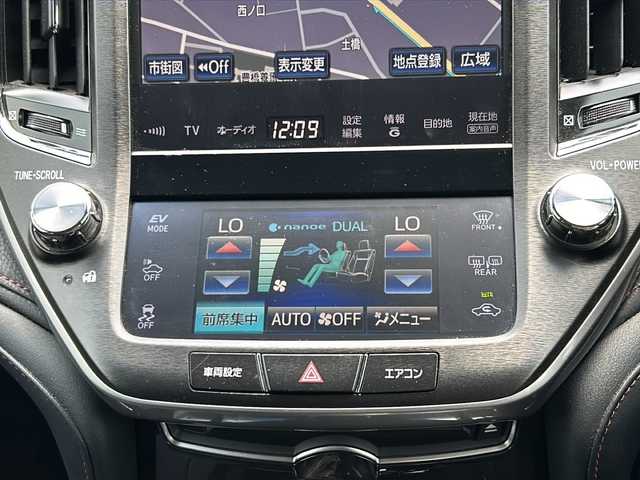 西ノ口
土橋
市街図 ◀◀Off 表示変更 地点登録 広域
TV オーディオ 12:09 設定編集 情報G 目的地 現在地 案内音声
TUNE•SCROLL
VOL•POWER
EV MODE
LO nanoe DUAL LO
FRONT
OFF
REAR
OFF
前席集中 AUTO OFF メニュー
車両設定 エアコン